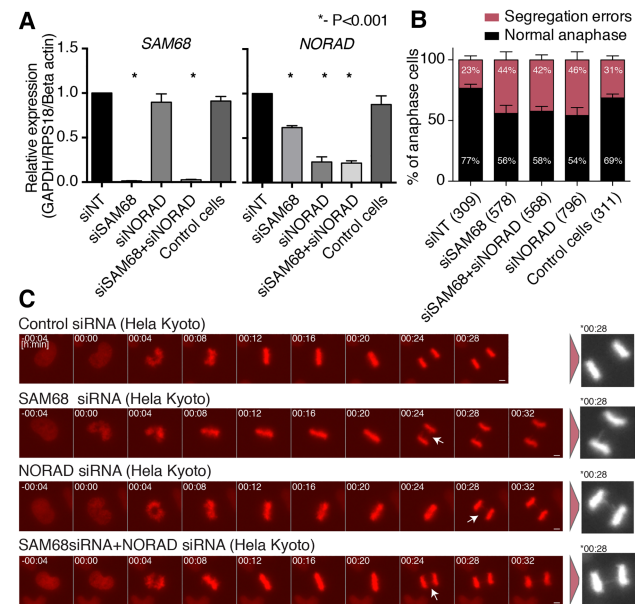 A
*- P<0.001
SAM68
NORAD
Relative expression
(GAPDH/RPS18/Beta actin)
1.5
1.0
0.5
0.0
* * * * *
siNT
siSAM68
siNORAD
siSAM68+siNORAD
Control cells
siNT
siSAM68
siNORAD
siSAM68+siNORAD
Control cells
B
Segregation errors
Normal anaphase
% of anaphase cells
100
50
0
23% 44% 42% 46% 31%
77% 56% 58% 54% 69%
siNT (309)
siSAM68 (578)
siSAM68+siNORAD (568)
siNORAD (796)
Control cells (311)
C
Control siRNA (Hela Kyoto)
-00:04 00:00 00:04 00:08 00:12 00:16 00:20 00:24 00:28 *00:28
[h:min]
SAM68 siRNA (Hela Kyoto)
-00:04 00:00 00:04 00:08 00:12 00:16 00:20 00:24 00:28 00:32 *00:28
NORAD siRNA (Hela Kyoto)
-00:04 00:00 00:04 00:08 00:12 00:16 00:20 00:24 00:28 00:32 *00:28
SAM68siRNA+NORAD siRNA (Hela Kyoto)
-00:04 00:00 00:04 00:08 00:12 00:16 00:20 00:24 00:28 00:32 *00:28